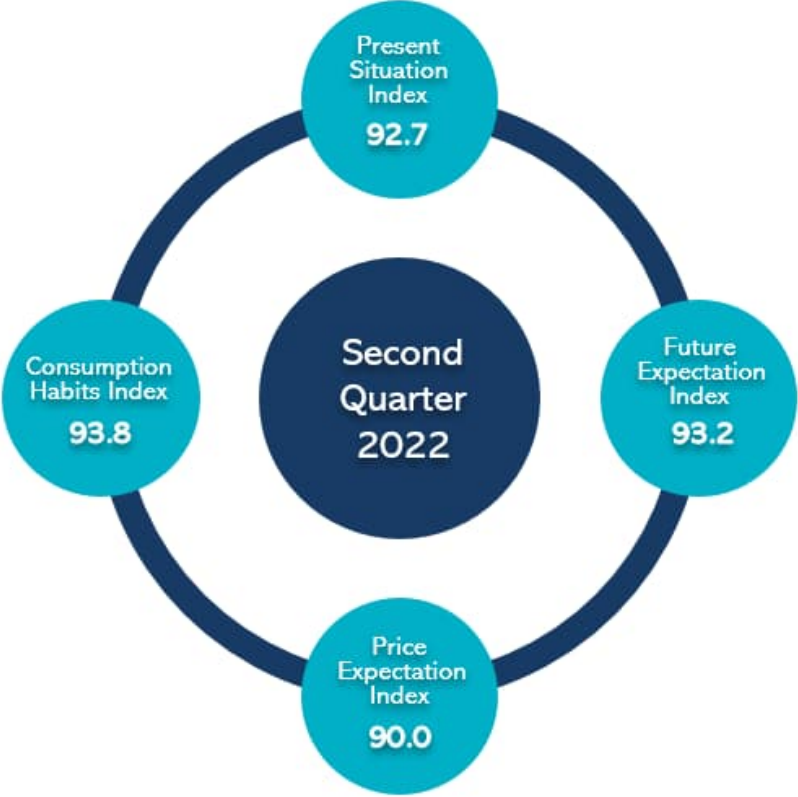 Present
Situation
Index
92.7
Consumption
Habits Index
93.8
Second
Quarter
2022
Future
Expectation
Index
93.2
Price
Expectation
Index
90.0